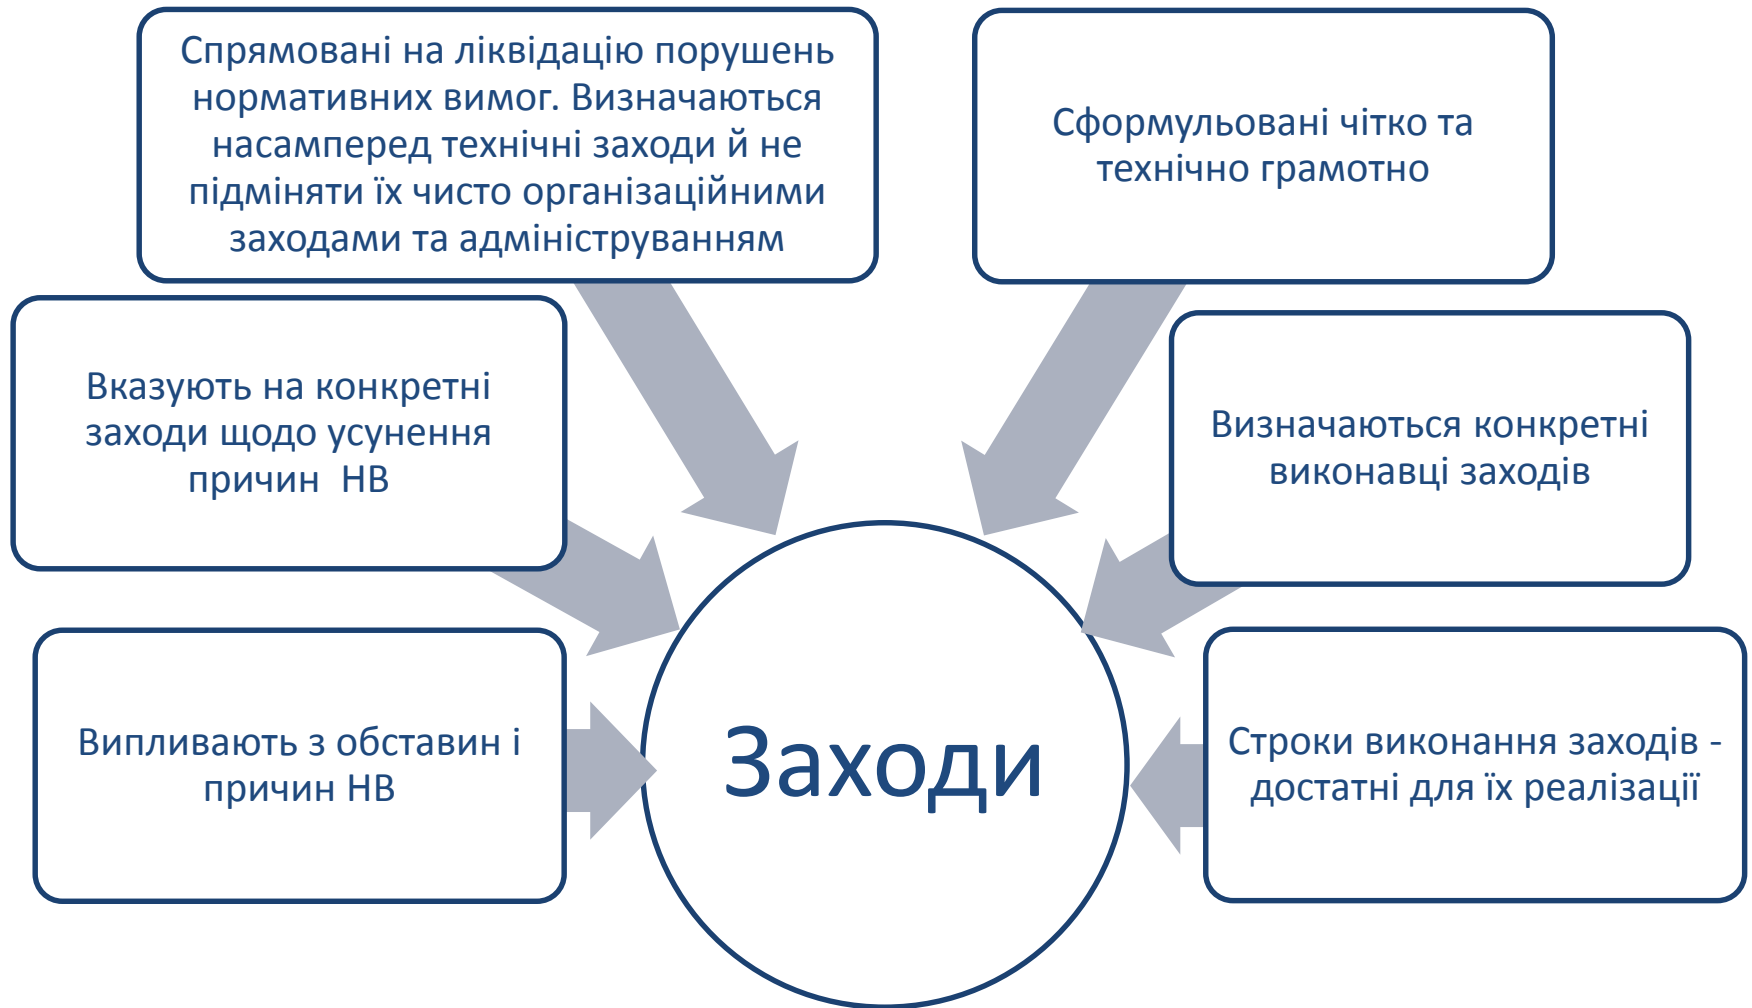 Спрямовані на ліквідацію порушень
нормативних вимог. Визначаються
насамперед технічні заходи й не
підміняти їх чисто організаційними
заходами та адмініструванням
Сформульовані чітко та
технічно грамотно
Вказують на конкретні
заходи щодо усунення
причин НВ
Визначаються конкретні
виконавці заходів
Випливають з обставин і
причин НВ
Заходи
Строки виконання заходів -
достатні для їх реалізації